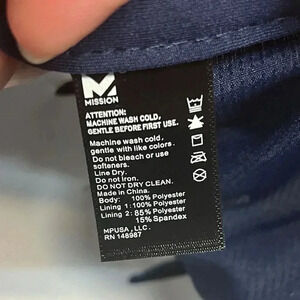 MISSION
ATTENTION:
MACHINE WASH COLD,
GENTLE BEFORE FIRST USE.
Machine wash cold,
gentle with like colors.
Do not bleach or use
softeners.
Line Dry.
Do not Iron.
DO NOT DRY CLEAN.
Made in China.
Body: 100% Polyester
Lining 1: 100% Polyester
Lining 2: 85% Polyester
15% Spandex
MPUSA, LLC.
RN 148987